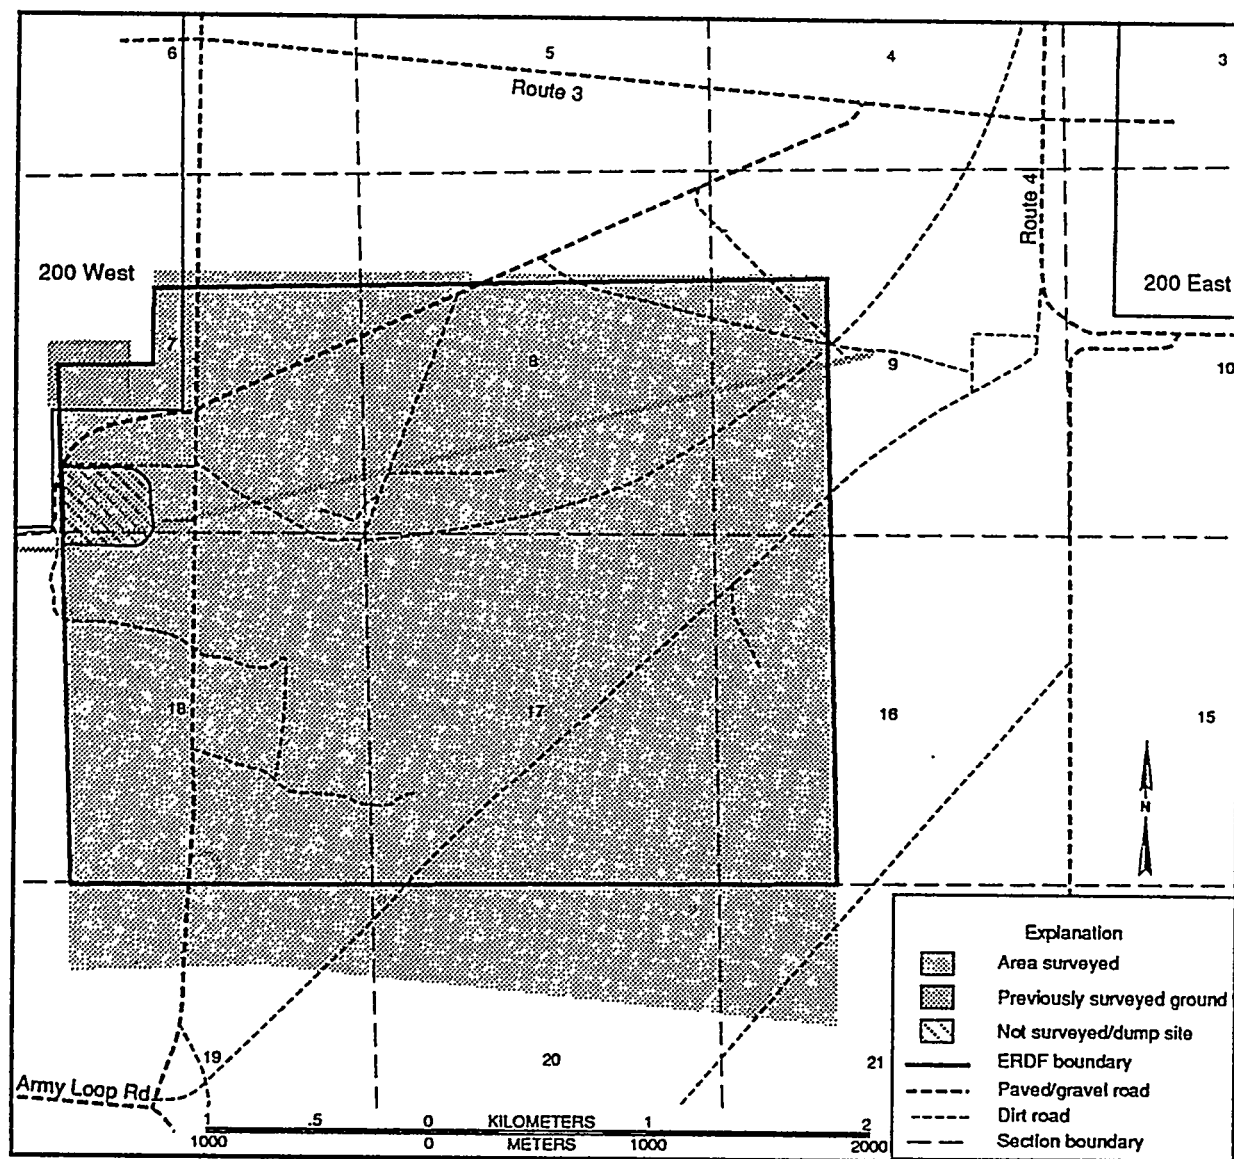 6
5
4
3
Route 3
Route 4
200 West
200 East
7
8
9
10
18
17
16
15
N
19
20
21
Army Loop Rd
.5 0 KILOMETERS 1 2
1000 0 METERS 1000 2000
Explanation
Area surveyed
Previously surveyed ground
Not surveyed/dump site
ERDF boundary
Paved/gravel road
Dirt road
Section boundary